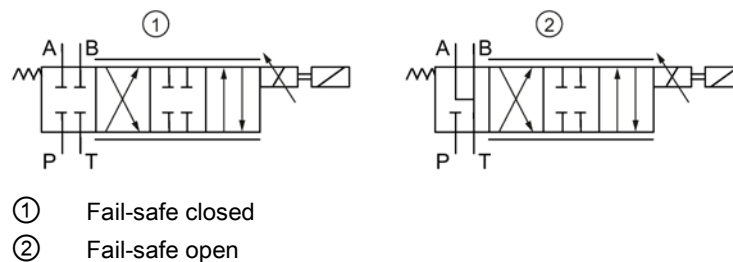 ① ②
A B A B
P T P T
① Fail-safe closed
② Fail-safe open